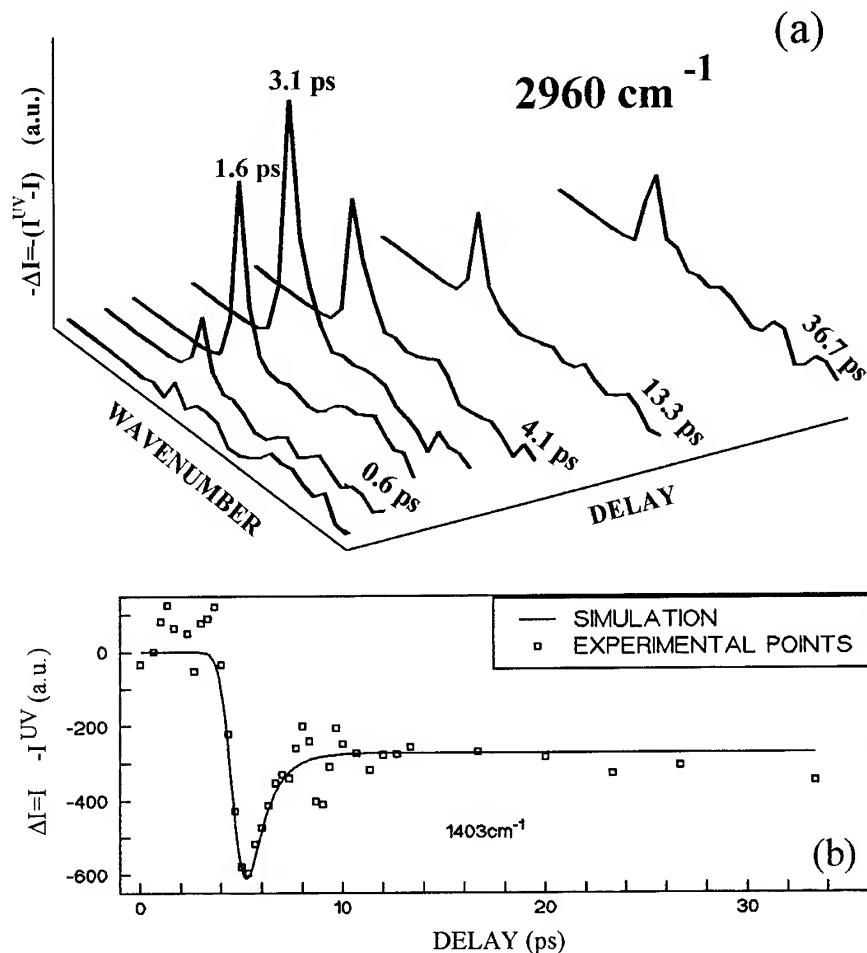 (a)
2960 cm -1
3.1 ps
1.6 ps
-ΔI=-(I^UV-I) (a.u.)
36.7 ps
13.3 ps
4.1 ps
0.6 ps
WAVENUMBER
DELAY
SIMULATION
EXPERIMENTAL POINTS
0
-200
-400
-600
ΔI=I -I^UV (a.u.)
1403cm-1
(b)
0 10 20 30
DELAY (ps)